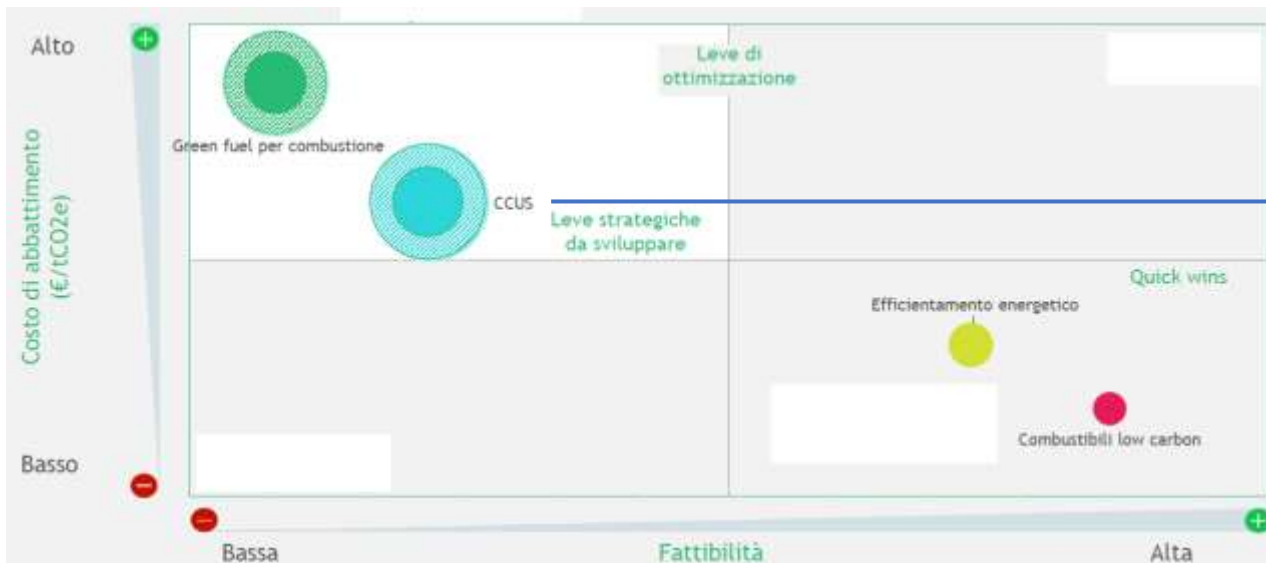 Alto
Leve di
ottimizzazione
Green fuel per combustione
Costo di abbattimento
(€/tCO2e)
CCUS
Leve strategiche
da sviluppare
Quick wins
Efficientamento energetico
Combustibili low carbon
Basso
Bassa
Fattibilità
Alta